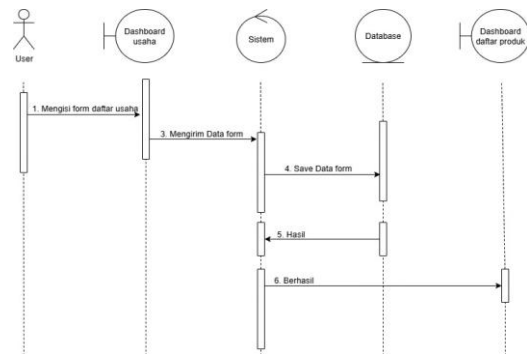 User
Dashboard
usaha
Sistem
Database
Dashboard
daftar produk
1. Mengisi form daftar usaha
3. Mengirim Data form
4. Save Data form
5. Hasil
6. Berhasil